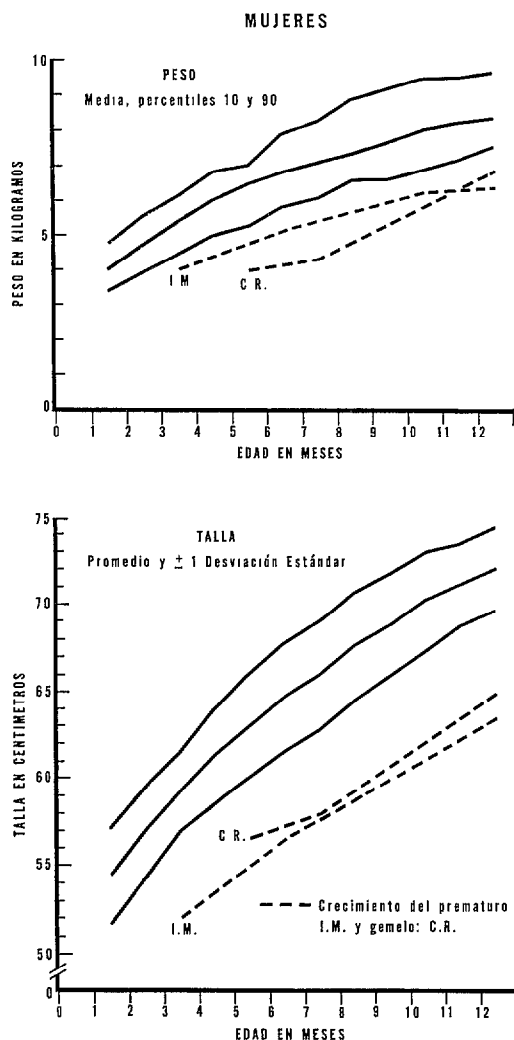 MUJERES
PESO
Media, percentiles 10 y 90
PESO EN KILOGRAMOS
10
5
0
I M
C R.
0 1 2 3 4 5 6 7 8 9 10 11 12
EDAD EN MESES
TALLA
Promedio y ± 1 Desviación Estándar
TALLA EN CENTIMETROS
75
70
65
60
55
50
0
C R.
I.M.
Crecimiento del prematuro
I.M. y gemelo: C.R.
0 1 2 3 4 5 6 7 8 9 10 11 12
EDAD EN MESES